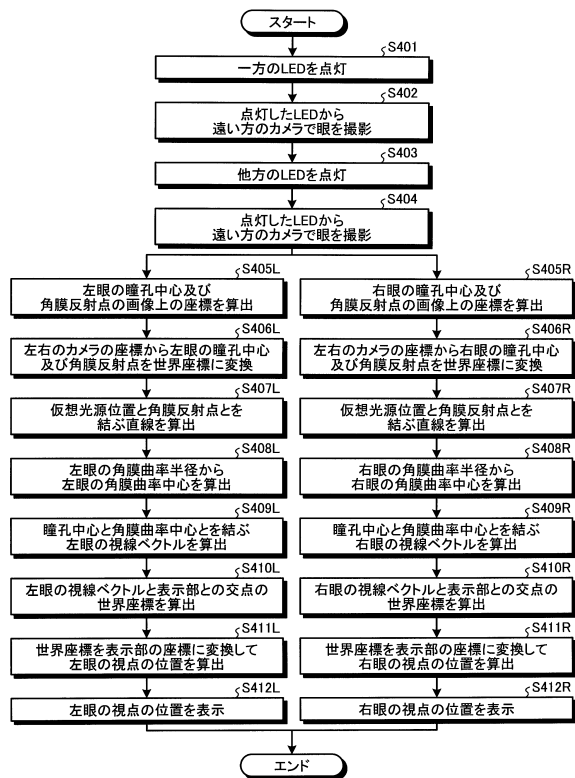 スタート
S401
一方のLEDを点灯
S402
点灯したLEDから
遠い方のカメラで眼を撮影
S403
他方のLEDを点灯
S404
点灯したLEDから
遠い方のカメラで眼を撮影
S405L
左眼の瞳孔中心及び
角膜反射点の画像上の座標を算出
S406L
左右のカメラの座標から左眼の瞳孔中心
及び角膜反射点を世界座標に変換
S407L
仮想光源位置と角膜反射点とを
結ぶ直線を算出
S408L
左眼の角膜曲率半径から
左眼の角膜曲率中心を算出
S409L
瞳孔中心と角膜曲率中心とを結ぶ
左眼の視線ベクトルを算出
S410L
左眼の視線ベクトルと表示部との交点の
世界座標を算出
S411L
世界座標を表示部の座標に変換して
左眼の視点の位置を算出
S412L
左眼の視点の位置を表示
S405R
右眼の瞳孔中心及び
角膜反射点の画像上の座標を算出
S406R
左右のカメラの座標から右眼の瞳孔中心
及び角膜反射点を世界座標に変換
S407R
仮想光源位置と角膜反射点とを
結ぶ直線を算出
S408R
右眼の角膜曲率半径から
右眼の角膜曲率中心を算出
S409R
瞳孔中心と角膜曲率中心とを結ぶ
右眼の視線ベクトルを算出
S410R
右眼の視線ベクトルと表示部との交点の
世界座標を算出
S411R
世界座標を表示部の座標に変換して
右眼の視点の位置を算出
S412R
右眼の視点の位置を表示
エンド